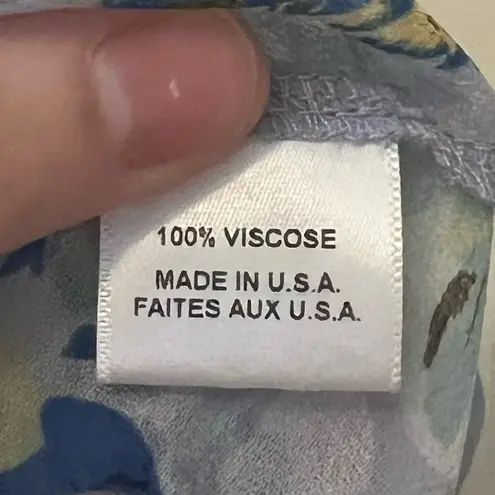 100% VISCOSE
MADE IN U.S.A.
FAITES AUX U.S.A.